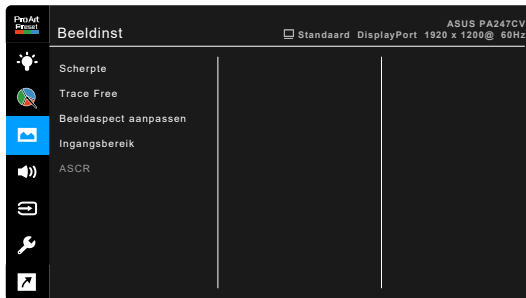 ProArt
Preset
Beeldinst
ASUS PA247CV
Standaard DisplayPort 1920 x 1200@ 60Hz
Scherpte
Trace Free
Beeldaspect aanpassen
Ingangsbereik
ASCR